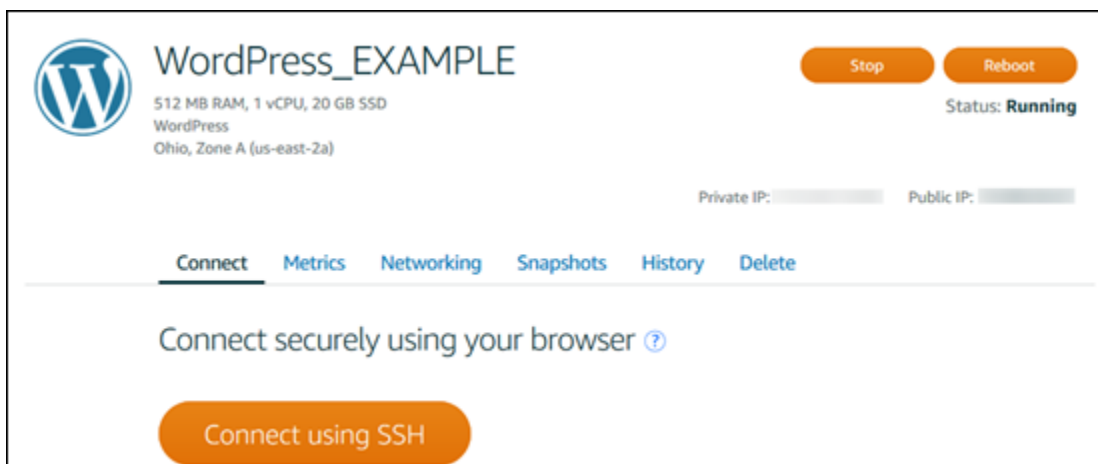 WordPress_EXAMPLE
Stop
Reboot
512 MB RAM, 1 vCPU, 20 GB SSD
Status: Running
WordPress
Ohio, Zone A (us-east-2a)
Private IP:
Public IP:
Connect Metrics Networking Snapshots History Delete
Connect securely using your browser ?
Connect using SSH